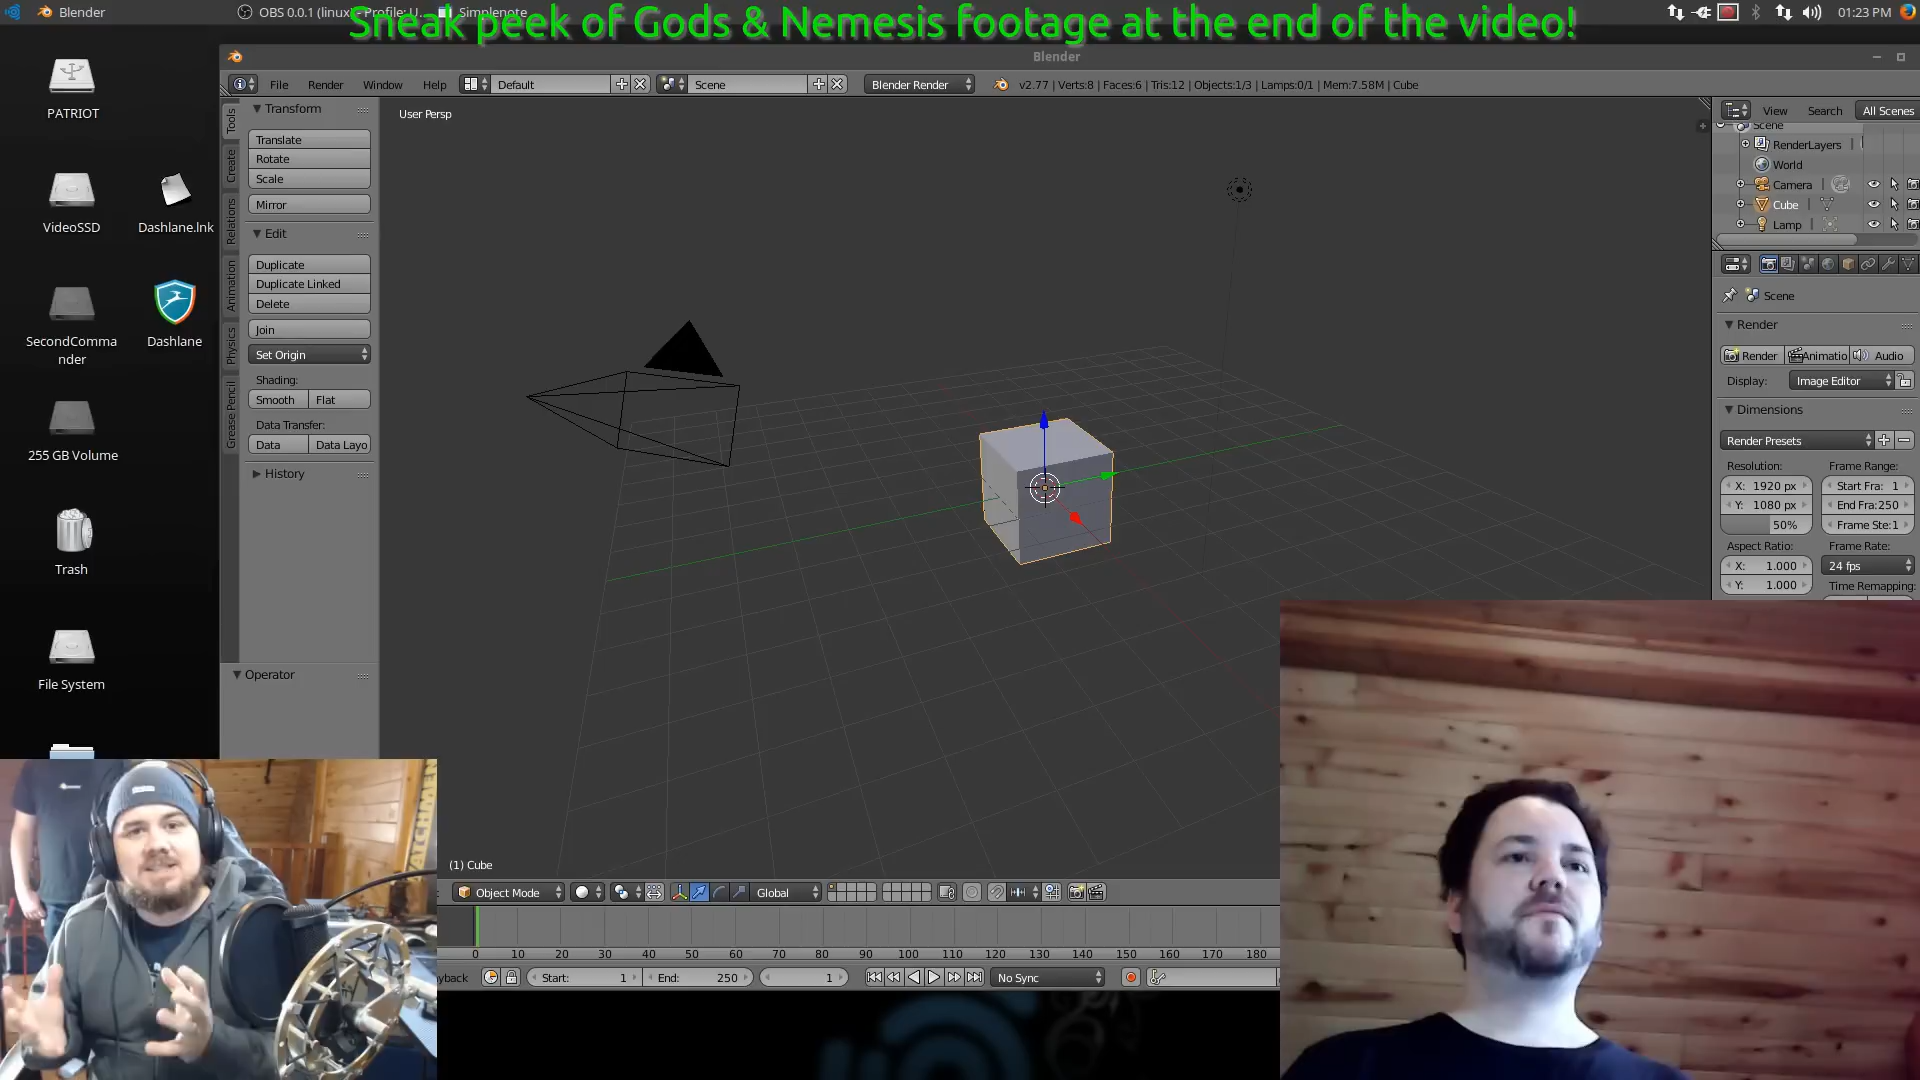 Blender
OBS 0.0.1 (linux) - Profile: U...
Simplenote
01:23 PM
Sneak peek of Gods & Nemesis footage at the end of the video!
Blender
File
Render
Window
Help
Default
Scene
Blender Render
v2.77 | Verts:8 | Faces:6 | Tris:12 | Objects:1/3 | Lamps:0/1 | Mem:7.58M | Cube
PATRIOT
VideoSSD
Dashlane.lnk
SecondComma
nder
Dashlane
255 GB Volume
Trash
File System
Tools
Create
Relations
Animation
Physics
Grease Pencil
Transform
Translate
Rotate
Scale
Mirror
Edit
Duplicate
Duplicate Linked
Delete
Join
Set Origin
Shading:
Smooth
Flat
Data Transfer:
Data
Data Layo
History
Operator
User Persp
(1) Cube
View
Search
All Scenes
Scene
RenderLayers
World
Camera
Cube
Lamp
Scene
Render
Render
Animatio
Audio
Display:
Image Editor
Dimensions
Render Presets
Resolution:
Frame Range:
X: 1920 px
Start Fra: 1
Y: 1080 px
End Fra:250
50%
Frame Ste:1
Aspect Ratio:
Frame Rate:
X: 1.000
24 fps
Y: 1.000
Time Remapping:
Object Mode
Global
0 10 20 30 40 50 60 70 80 90 100 110 120 130 140 150 160 170 180
yback
Start: 1
End: 250
1
No Sync